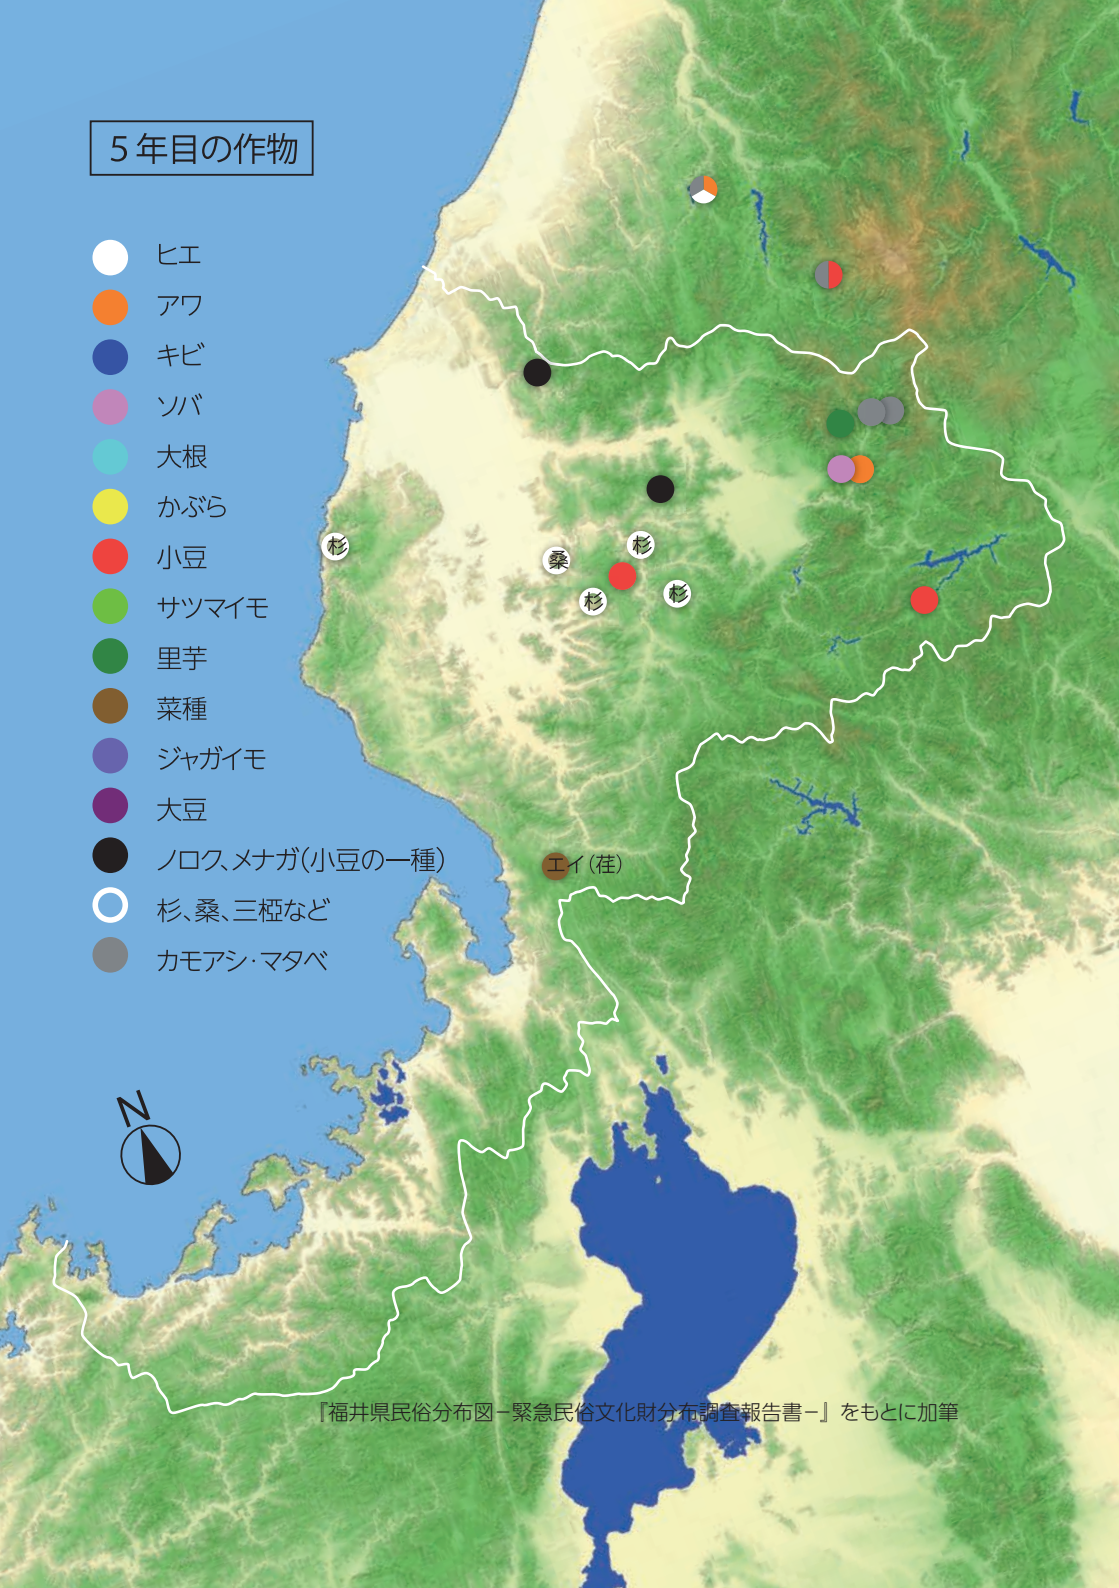 5年目の作物
ヒエ
アワ
キビ
ソバ
大根
かぶら
小豆
サツマイモ
里芋
菜種
ジャガイモ
大豆
ノロク、メナガ(小豆の一種)
杉、桑、三椏など
カモアシ・マタベ
杉
桑
杉
杉
杉
エイ(荏)
N
『福井県民俗分布図−緊急民俗文化財分布調査報告書−』をもとに加筆